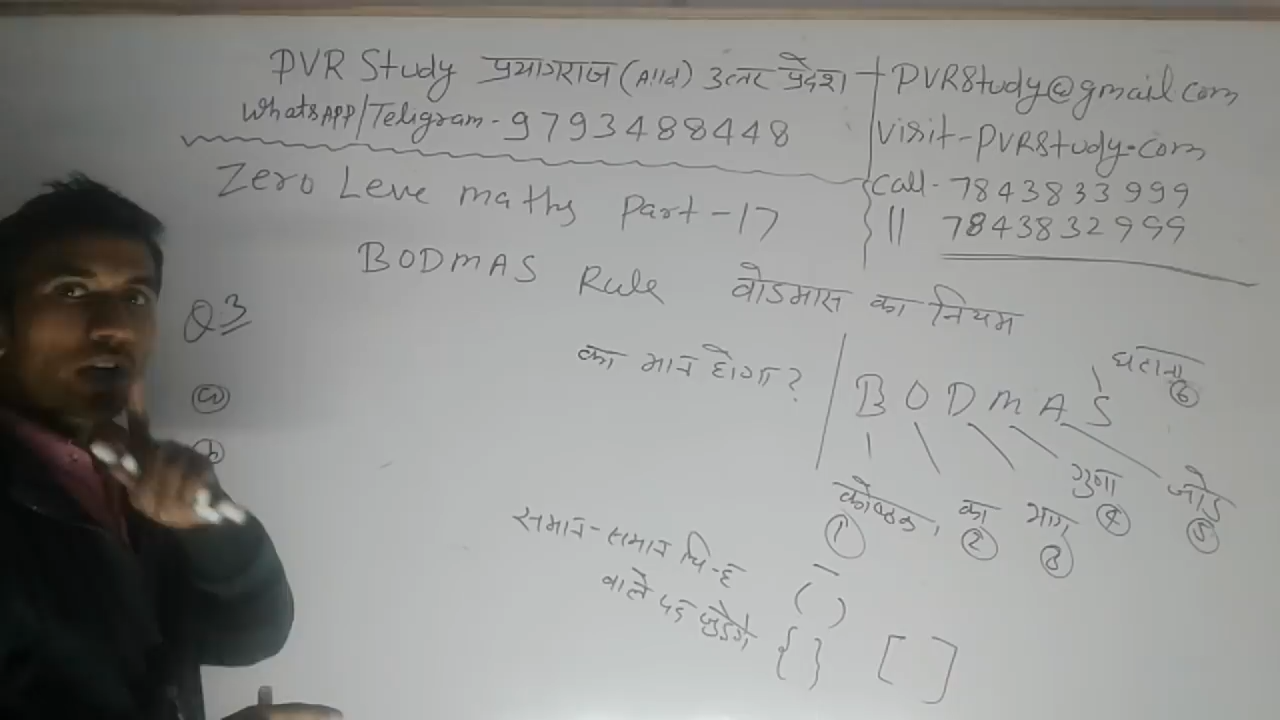 PVR Study प्रयागराज (Alld) उत्तर प्रदेश
WhatsAPP/Teligram - 9793488448
PVRStudy@gmail.com
visit-PVRStudy.com
Call - 7843833999
|| 7843832999
Zero Leve maths Part-17
BODMAS Rule वोडमास का नियम
Q3
का मान होगा?
(a)
(b)
B O D M A S
घटाना (6)
कोष्ठक, (1) का (2) भाग (3) गुणा (4) जोड़ (5)
समान-समान चिन्ह
वाले पद जुड़ेगे
( ) { } [ ]